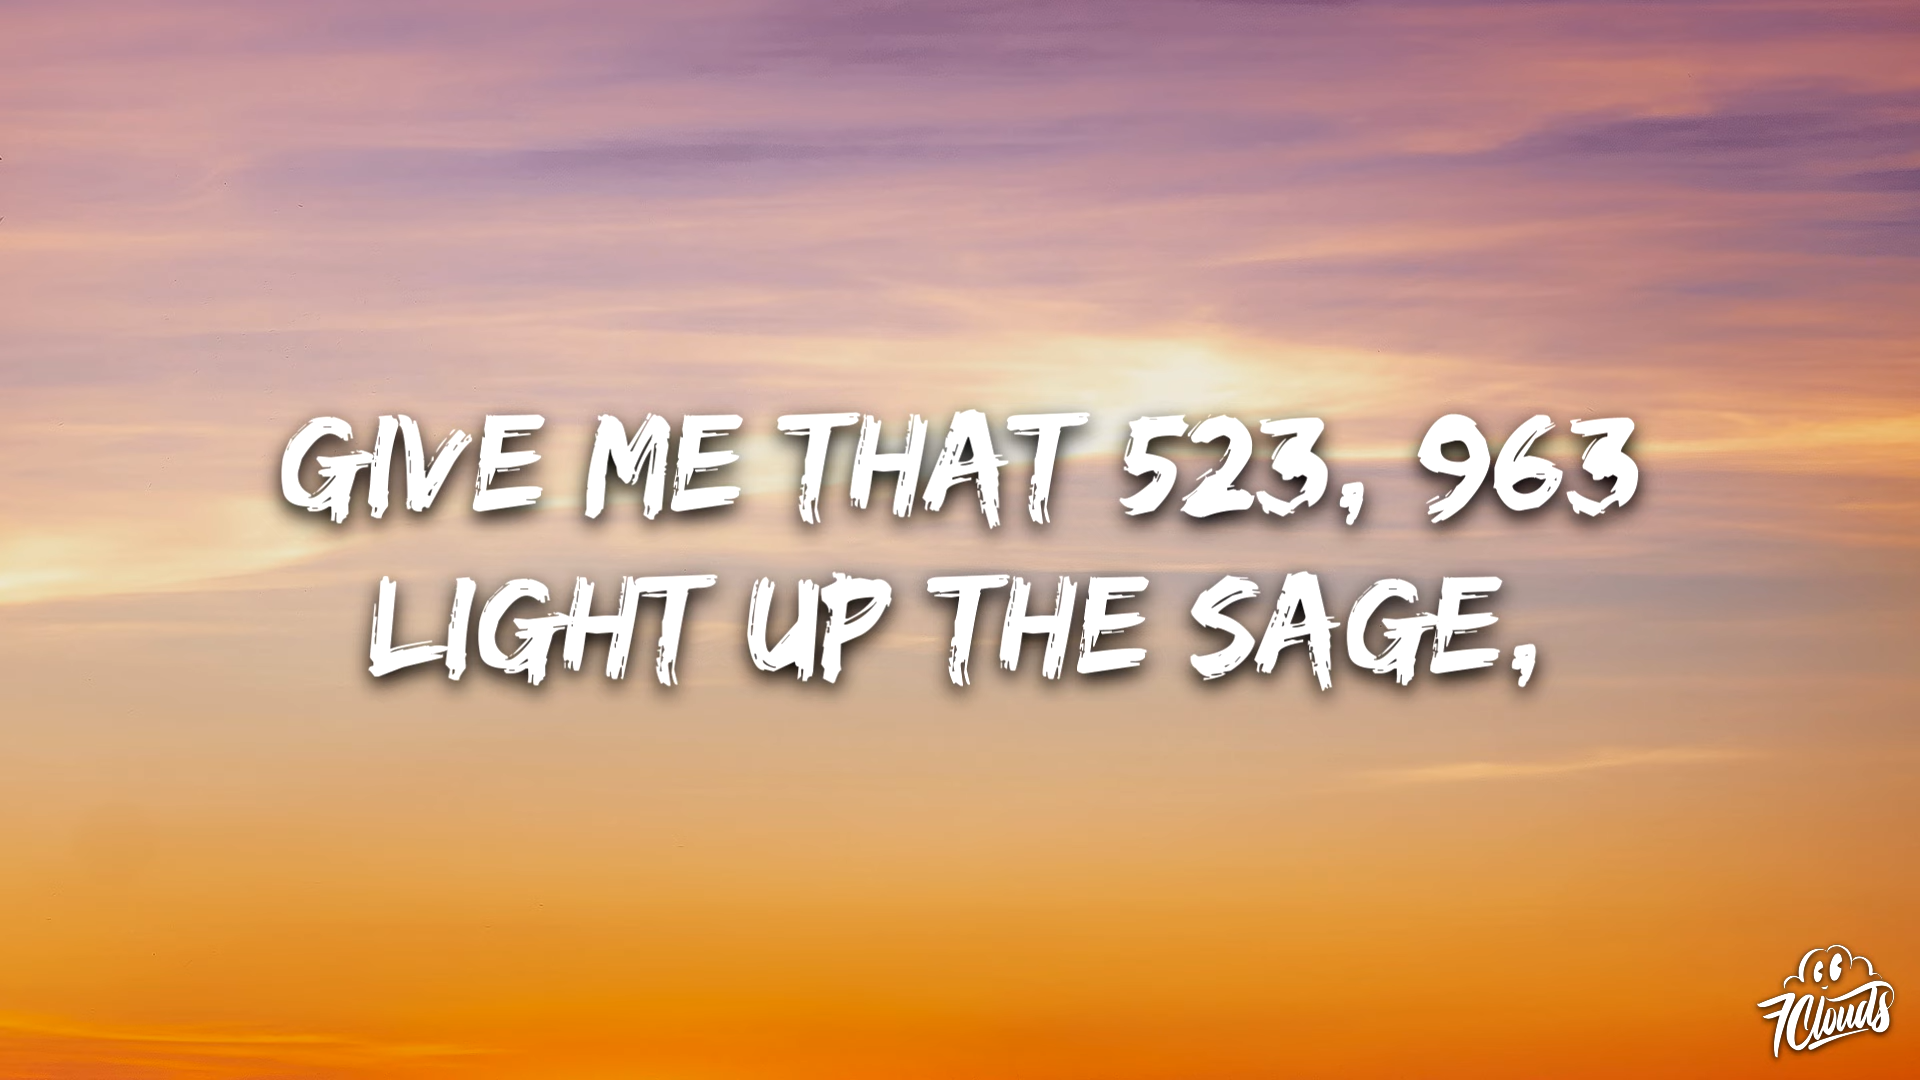 GIVE ME THAT 523, 963
LIGHT UP THE SAGE,
7Clouds